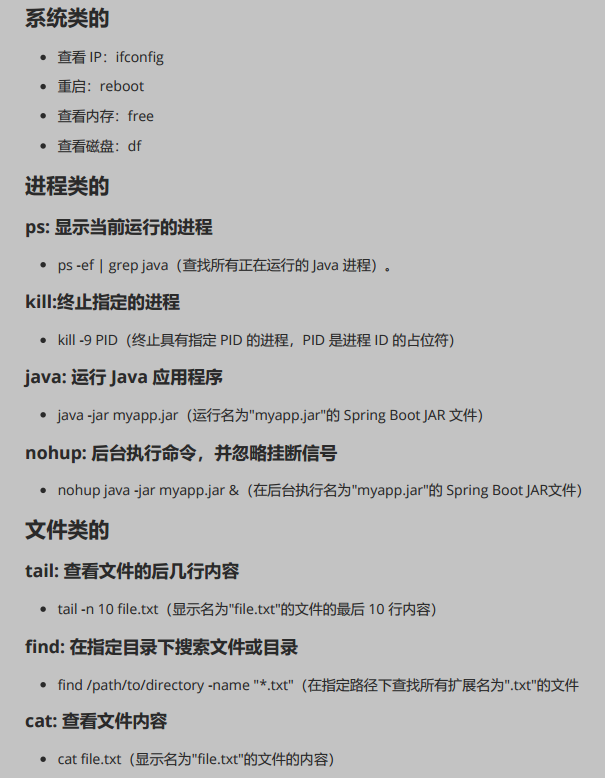 系统类的
查看 IP：ifconfig
重启：reboot
查看内存：free
查看磁盘：df
进程类的
ps: 显示当前运行的进程
ps -ef | grep java（查找所有正在运行的 Java 进程）。
kill:终止指定的进程
kill -9 PID（终止具有指定 PID 的进程，PID 是进程 ID 的占位符）
java: 运行 Java 应用程序
java -jar myapp.jar（运行名为"myapp.jar"的 Spring Boot JAR 文件）
nohup: 后台执行命令，并忽略挂断信号
nohup java -jar myapp.jar &（在后台执行名为"myapp.jar"的 Spring Boot JAR文件）
文件类的
tail: 查看文件的后几行内容
tail -n 10 file.txt（显示名为"file.txt"的文件的最后 10 行内容）
find: 在指定目录下搜索文件或目录
find /path/to/directory -name "*.txt"（在指定路径下查找所有扩展名为".txt"的文件
cat: 查看文件内容
cat file.txt（显示名为"file.txt"的文件的内容）